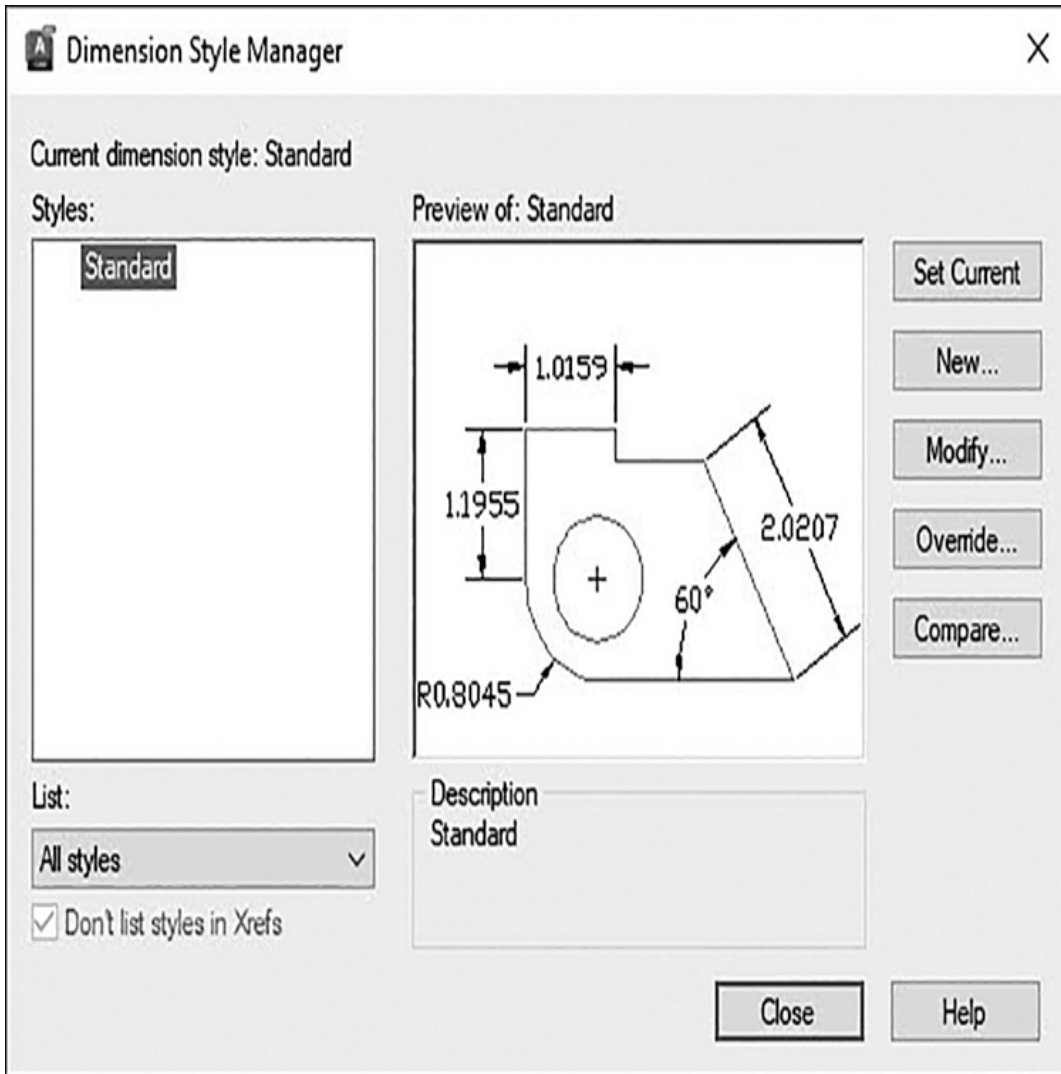 Dimension Style Manager
Current dimension style: Standard
Styles:
Standard
Preview of: Standard
1.0159
1.1955
2.0207
60°
R0.8045
Set Current
New...
Modify...
Override...
Compare...
List:
All styles
Don't list styles in Xrefs
Description
Standard
Close
Help